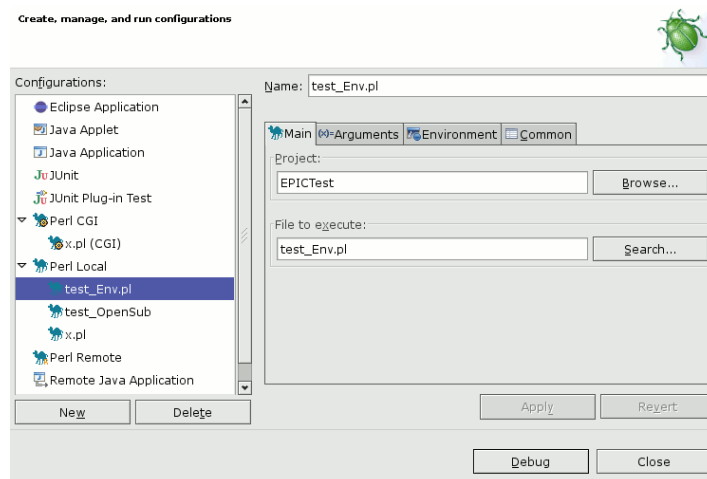 Create, manage, and run configurations
Configurations:
Eclipse Application
Java Applet
Java Application
Ju JUnit
JUnit Plug-in Test
Perl CGI
x.pl (CGI)
Perl Local
test_Env.pl
test_OpenSub
x.pl
Perl Remote
Remote Java Application
New Delete
Name: test_Env.pl
Main (x)= Arguments Environment Common
Project:
EPICTest Browse...
File to execute:
test_Env.pl Search...
Apply Revert
Debug Close